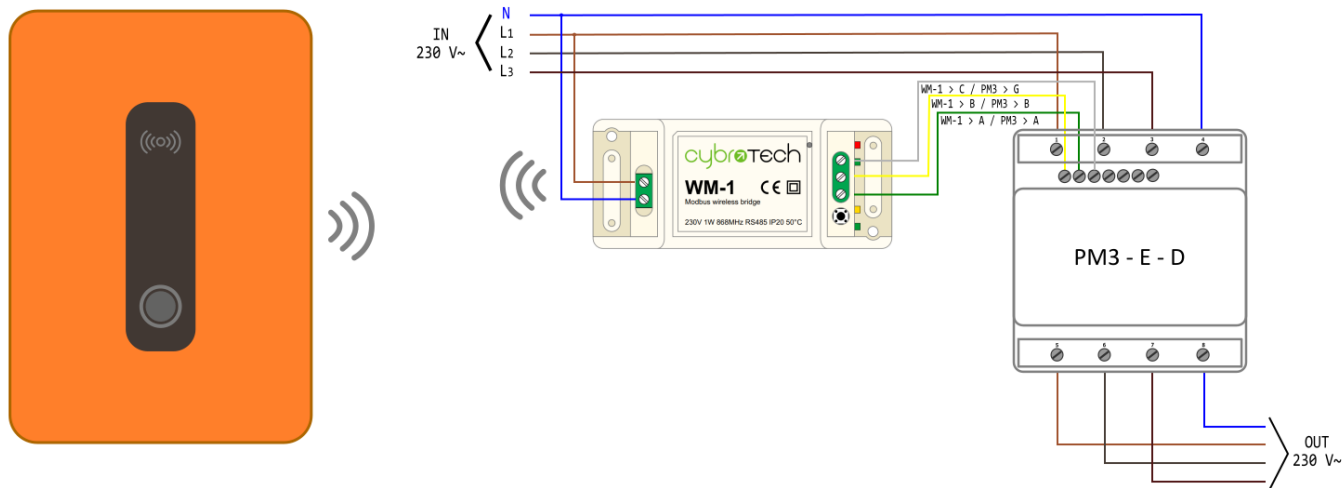 IN
230 V~
N
L1
L2
L3
WM-1 > C / PM3 > G
WM-1 > B / PM3 > B
WM-1 > A / PM3 > A
cybroTECH
WM-1 CE
Modbus wireless bridge
230V 1W 868MHz RS485 IP20 50°C
1 2 3 4
PM3 - E - D
5 6 7 8
OUT
230 V~